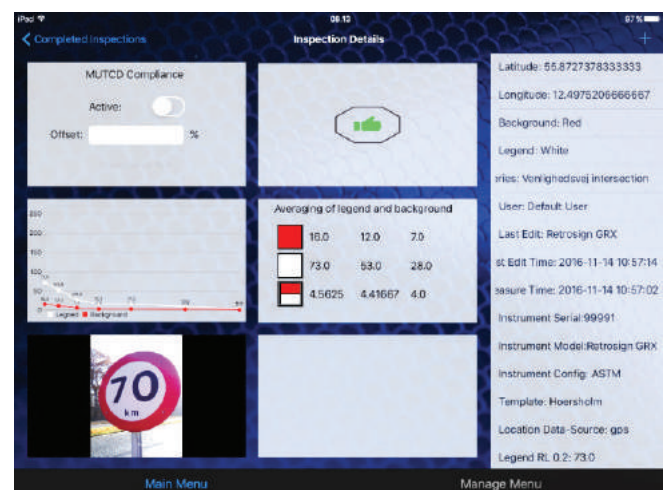 iPad
08.13
87 %
Completed Inspections
Inspection Details
+
MUTCD Compliance
Active:
Offset:
%
Averaging of legend and background
16.0 12.0 7.0
73.0 53.0 28.0
4.5625 4.41667 4.0
200
150
100
50
0
Legned Background
70
km
Latitude: 55.8727378333333
Longitude: 12.4975206666667
Background: Red
Legend: White
ries: Venlighedsvej intersection
User: Default User
Last Edit: Retrosign GRX
st Edit Time: 2016-11-14 10:57:14
easure Time: 2016-11-14 10:57:02
Instrument Serial:99991
Instrument Model:Retrosign GRX
Instrument Config: ASTM
Template: Hoersholm
Location Data-Source: gps
Legend RL 0.2: 73.0
Main Menu
Manage Menu